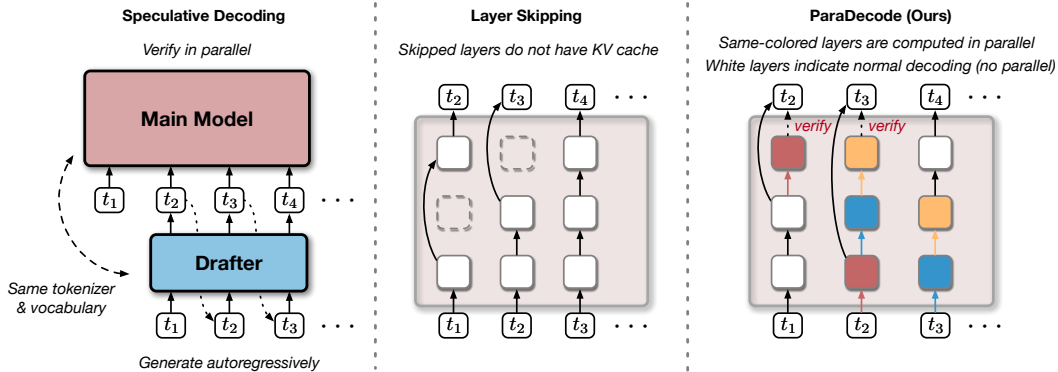 Speculative Decoding
Verify in parallel
Main Model
t₁ t₂ t₃ t₄ · · ·
Drafter
Same tokenizer
& vocabulary
t₁ t₂ t₃ · · ·
Generate autoregressively
Layer Skipping
Skipped layers do not have KV cache
t₂ t₃ t₄ · · ·
t₁ t₂ t₃ · · ·
ParaDecode (Ours)
Same-colored layers are computed in parallel
White layers indicate normal decoding (no parallel)
t₂ t₃ t₄ · · ·
verify verify
t₁ t₂ t₃ · · ·